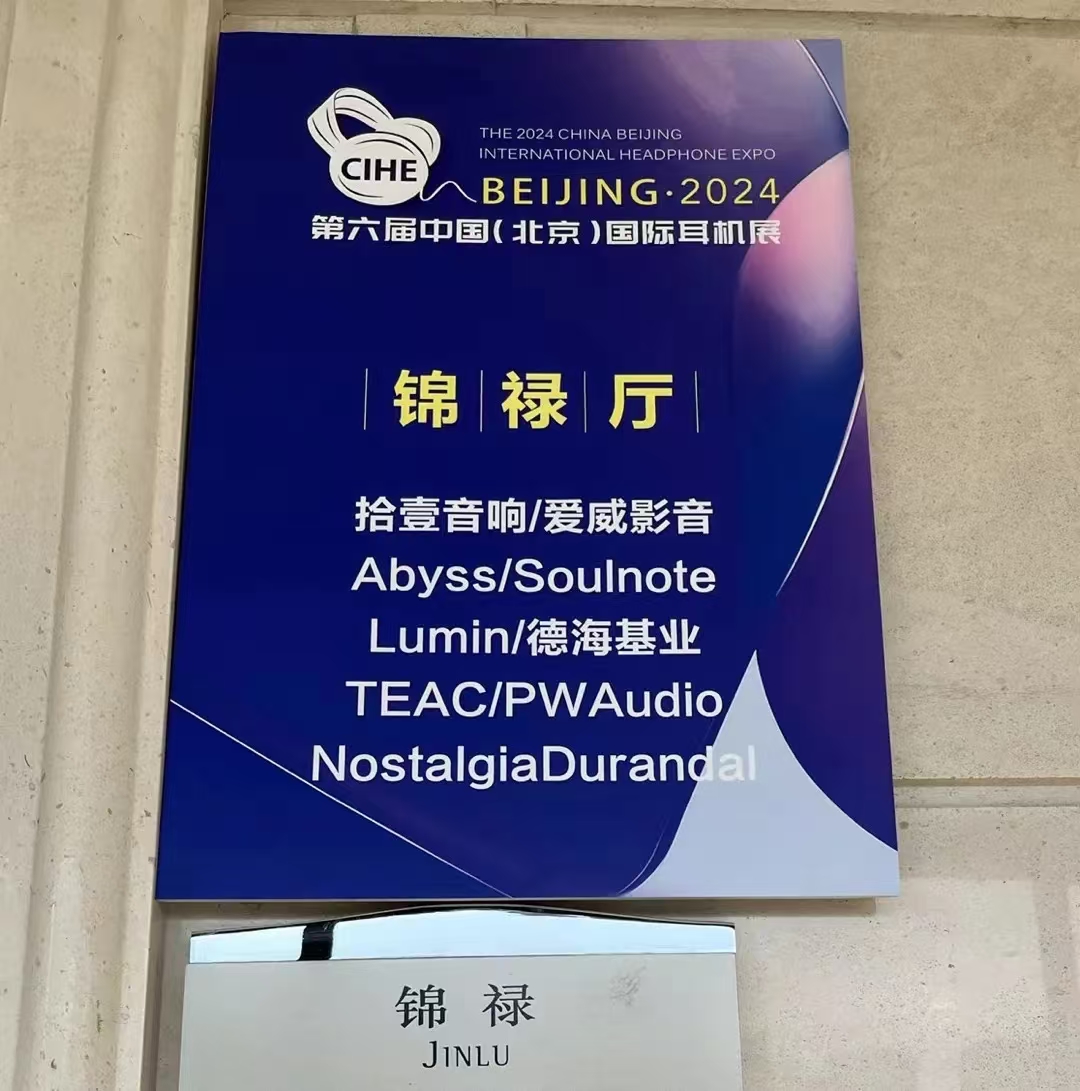 CIHE
THE 2024 CHINA BEIJING
INTERNATIONAL HEADPHONE EXPO
BEIJING·2024
第六届中国(北京)国际耳机展
锦禄厅
拾壹音响/爱威影音
Abyss/Soulnote
Lumin/德海基业
TEAC/PWAudio
NostalgiaDurandal
锦禄
JINLU